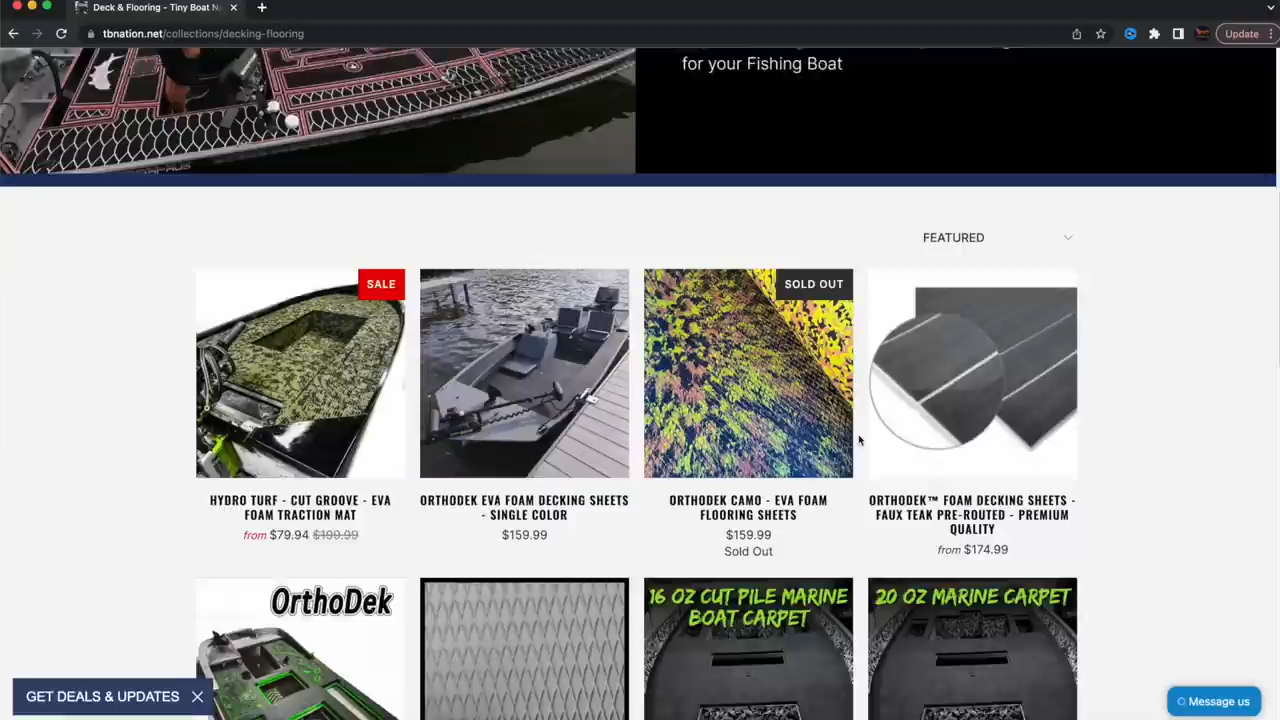 Deck & Flooring - Tiny Boat N
tbnation.net/collections/decking-flooring
Update
for your Fishing Boat
FEATURED
SALE
SOLD OUT
HYDRO TURF - CUT GROOVE - EVA
FOAM TRACTION MAT
from $79.94 $199.99
ORTHODEK EVA FOAM DECKING SHEETS
- SINGLE COLOR
$159.99
ORTHODEK CAMO - EVA FOAM
FLOORING SHEETS
$159.99
Sold Out
ORTHODEK™ FOAM DECKING SHEETS -
FAUX TEAK PRE-ROUTED - PREMIUM
QUALITY
from $174.99
OrthoDek
16 OZ CUT PILE MARINE
BOAT CARPET
20 OZ MARINE CARPET
GET DEALS & UPDATES
Message us